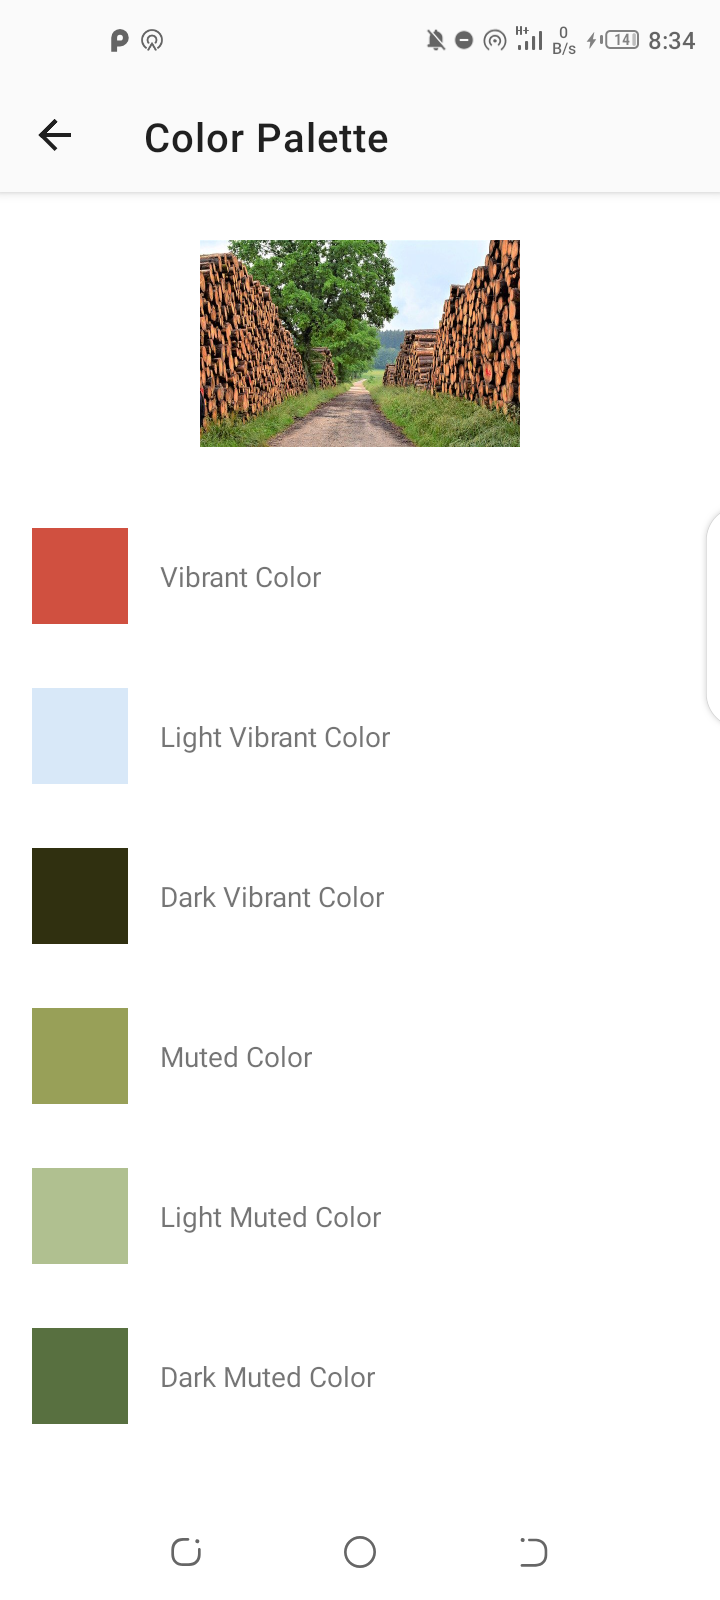 H+
0
B/s
14
8:34
Color Palette
Vibrant Color
Light Vibrant Color
Dark Vibrant Color
Muted Color
Light Muted Color
Dark Muted Color